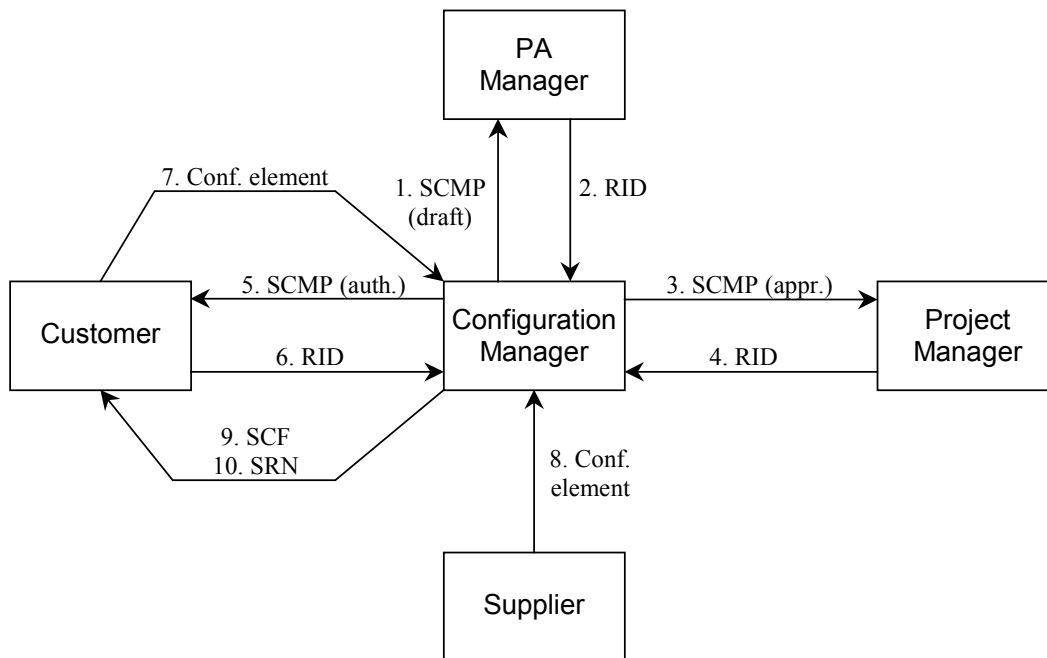 PA
Manager
7. Conf. element
1. SCMP
(draft)
2. RID
5. SCMP (auth.)
3. SCMP (appr.)
Customer
Configuration
Manager
Project
Manager
6. RID
4. RID
9. SCF
10. SRN
8. Conf.
element
Supplier